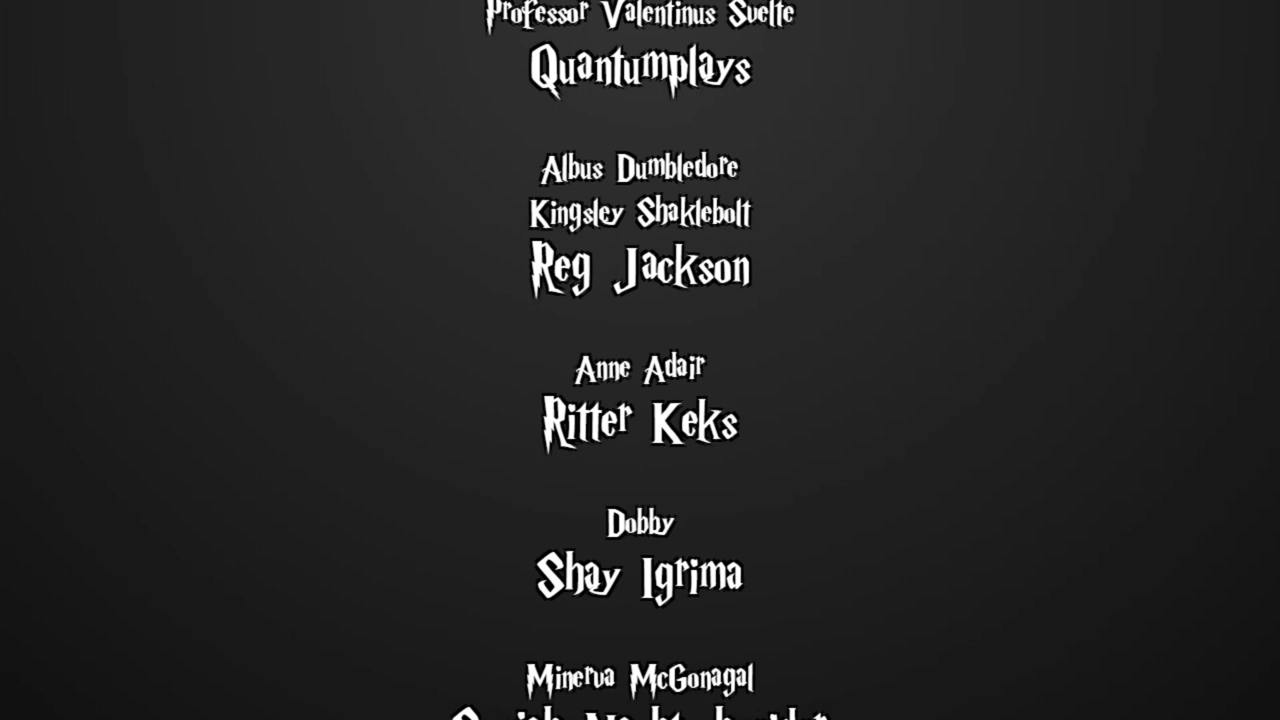 Professor Valentinus Svelte
Quantumplays
Albus Dumbledore
Kingsley Shaklebolt
Reg Jackson
Anne Adair
Ritter Keks
Dobby
Shay Igrima
Minerva McGonagal